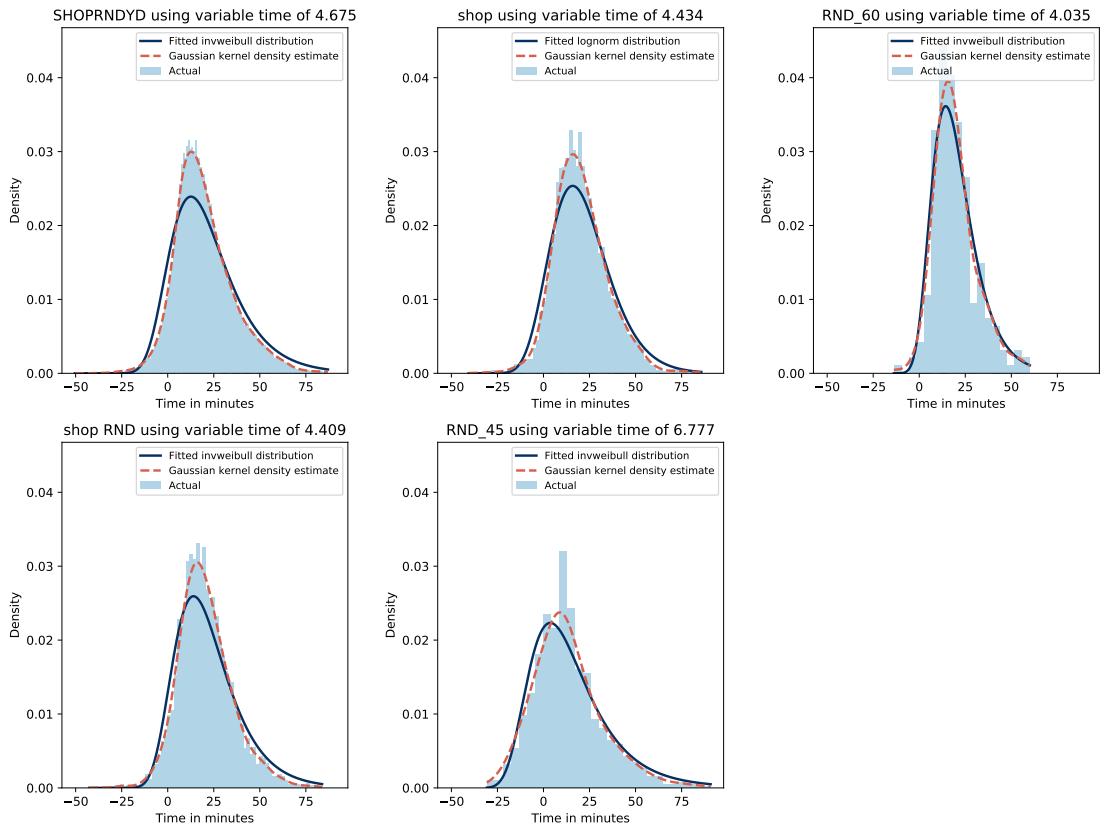 SHOPRNDYD using variable time of 4.675
Fitted invweibull distribution
Gaussian kernel density estimate
Actual
0.04
0.03
0.02
0.01
0.00
Density
−50 −25 0 25 50 75
Time in minutes
shop using variable time of 4.434
Fitted lognorm distribution
Gaussian kernel density estimate
Actual
0.04
0.03
0.02
0.01
0.00
Density
−50 −25 0 25 50 75
Time in minutes
RND_60 using variable time of 4.035
Fitted invweibull distribution
Gaussian kernel density estimate
Actual
0.04
0.03
0.02
0.01
0.00
Density
−50 −25 0 25 50 75
Time in minutes
shop RND using variable time of 4.409
Fitted invweibull distribution
Gaussian kernel density estimate
Actual
0.04
0.03
0.02
0.01
0.00
Density
−50 −25 0 25 50 75
Time in minutes
RND_45 using variable time of 6.777
Fitted invweibull distribution
Gaussian kernel density estimate
Actual
0.04
0.03
0.02
0.01
0.00
Density
−50 −25 0 25 50 75
Time in minutes